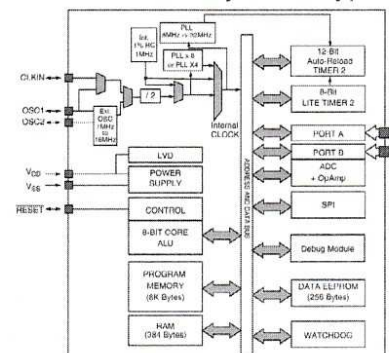 PLL
8MHz -> 32MHz
Int.
1% RC
1MHz
PLL x 8
or PLL X4
12-Bit
Auto-Reload
TIMER 2
8-Bit
LITE TIMER 2
CLKIN
/ 2
OSC1
OSC2
Ext.
OSC
1MHz
to
16MHz
Internal
CLOCK
PORT A
PORT B
ADC
+ OpAmp
LVD
VDD
POWER
SUPPLY
VSS
SPI
RESET
CONTROL
8-BIT CORE
ALU
ADDRESS AND DATA BUS
Debug Module
PROGRAM
MEMORY
(8K Bytes)
DATA EEPROM
(256 Bytes)
RAM
(384 Bytes)
WATCHDOG